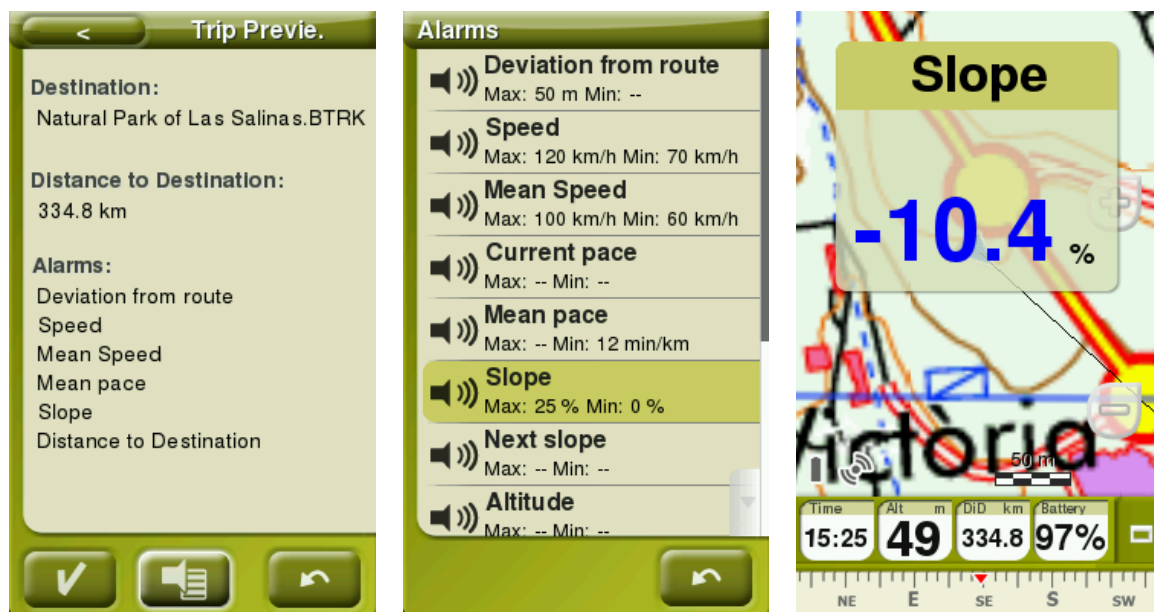 <
Trip Previe.
Destination:
Natural Park of Las Salinas.BTRK
Distance to Destination:
334.8 km
Alarms:
Deviation from route
Speed
Mean Speed
Mean pace
Slope
Distance to Destination
Alarms
Deviation from route
Max: 50 m Min: --
Speed
Max: 120 km/h Min: 70 km/h
Mean Speed
Max: 100 km/h Min: 60 km/h
Current pace
Max: -- Min: --
Mean pace
Max: -- Min: 12 min/km
Slope
Max: 25 % Min: 0 %
Next slope
Max: -- Min: --
Altitude
Max: -- Min: --
Slope
-10.4 %
Victòria
50 m
Time
15:25
Alt m
49
DiD km
334.8
Battery
97%
NE E SE S SW